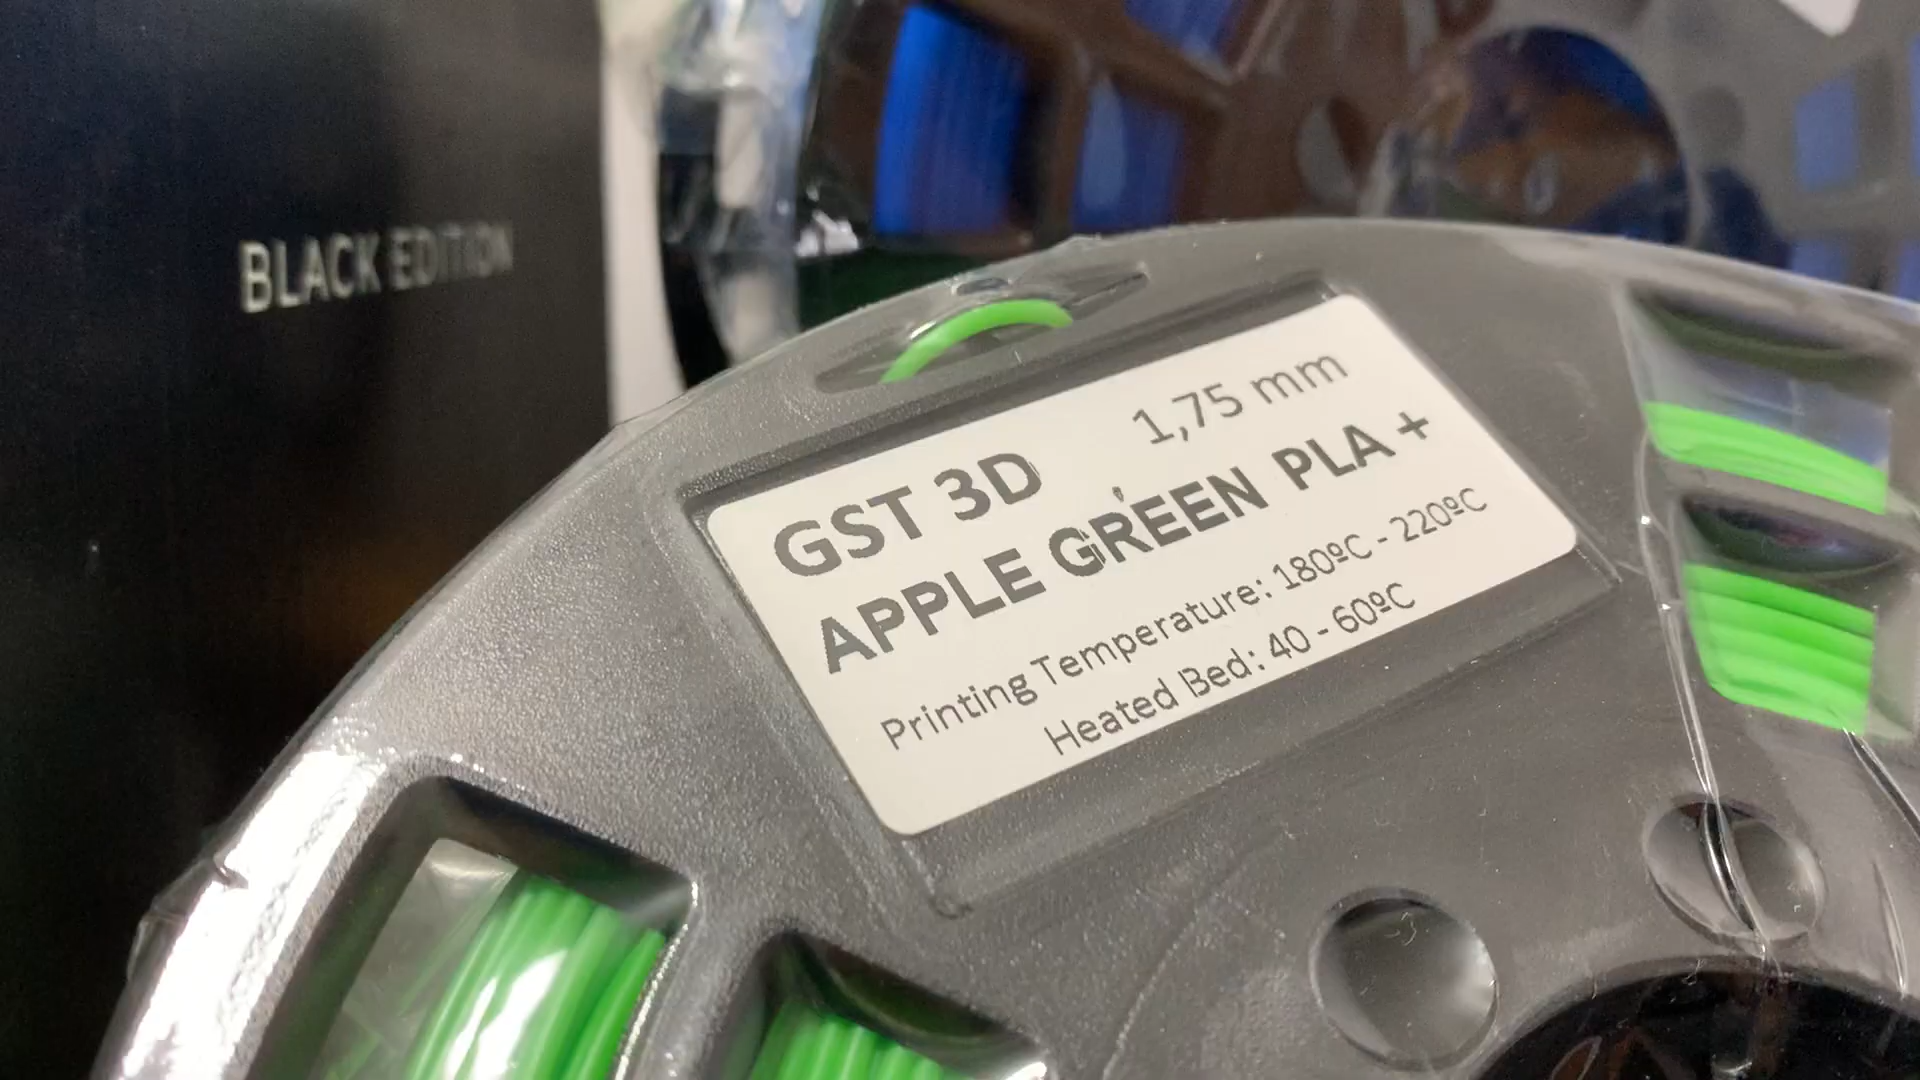 BLACK EDITION
GST 3D 1,75 mm
APPLE GREEN PLA +
Printing Temperature: 180ºC - 220ºC
Heated Bed: 40 - 60ºC